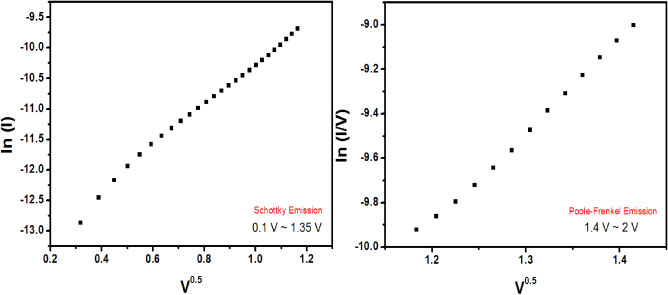 -9.5
-10.0
-10.5
-11.0
-11.5
-12.0
-12.5
-13.0
ln (I)
0.2 0.4 0.6 0.8 1.0 1.2
V^0.5
Schottky Emission
0.1 V ~ 1.35 V
-9.0
-9.2
-9.4
-9.6
-9.8
-10.0
ln (I/V)
1.2 1.3 1.4
V^0.5
Poole-Frenkel Emission
1.4 V ~ 2 V